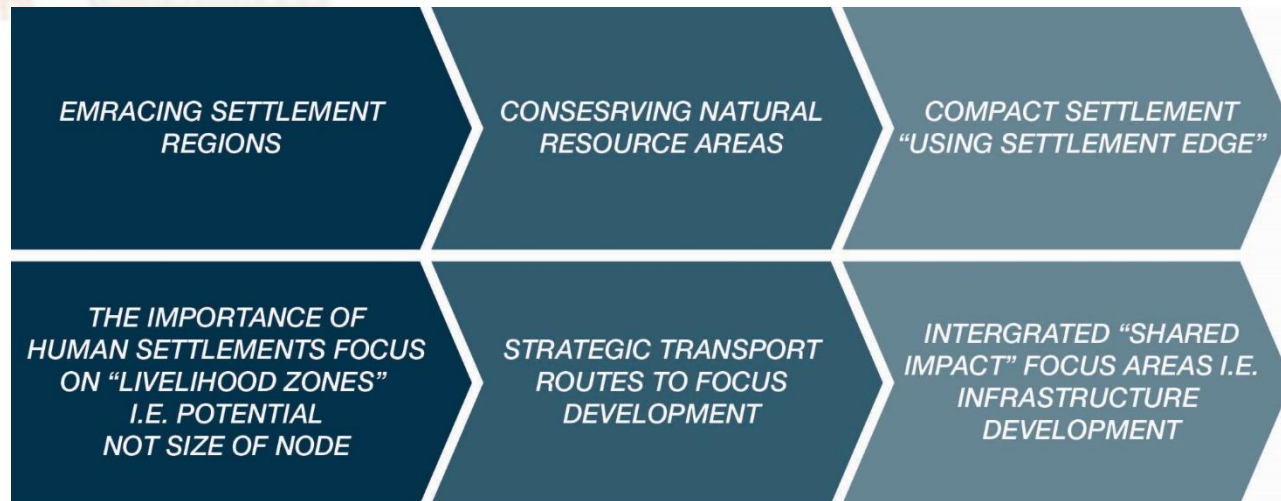 EMRACING SETTLEMENT
REGIONS
CONSESRVING NATURAL
RESOURCE AREAS
COMPACT SETTLEMENT
“USING SETTLEMENT EDGE”
THE IMPORTANCE OF
HUMAN SETTLEMENTS FOCUS
ON “LIVELIHOOD ZONES”
I.E. POTENTIAL
NOT SIZE OF NODE
STRATEGIC TRANSPORT
ROUTES TO FOCUS
DEVELOPMENT
INTERGRATED “SHARED
IMPACT” FOCUS AREAS I.E.
INFRASTRUCTURE
DEVELOPMENT